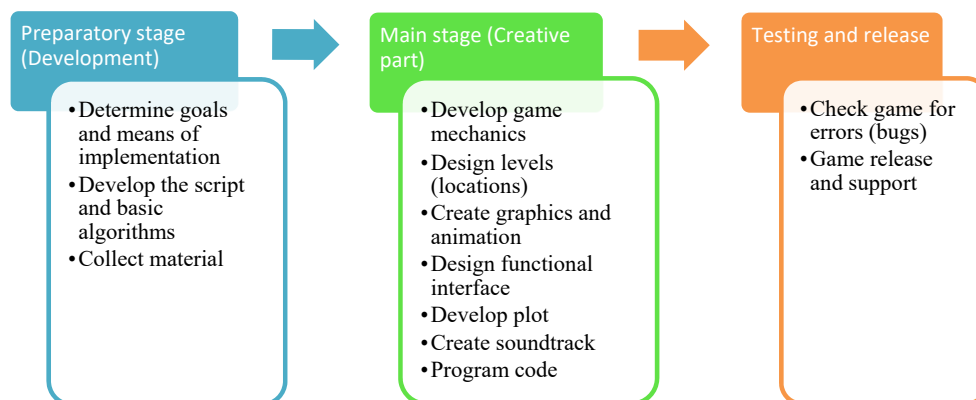 Preparatory stage
(Development)
•Determine goals
and means of
implementation
•Develop the script
and basic
algorithms
•Collect material
Main stage (Creative
part)
•Develop game
mechanics
•Design levels
(locations)
•Create graphics and
animation
•Design functional
interface
•Develop plot
•Create soundtrack
•Program code
Testing and release
•Check game for
errors (bugs)
•Game release
and support